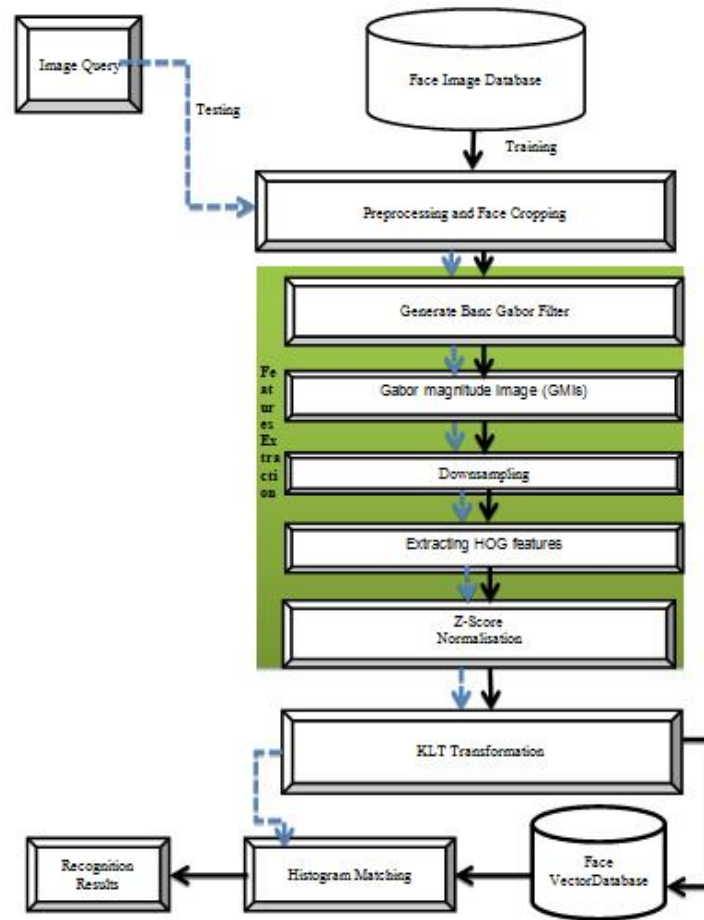 Image Query
Face Image Database
Testing
Training
Preprocessing and Face Cropping
Generate Banc Gabor Filter
Fe
at
ur
es
Ex
tra
cti
on
Gabor magnitude image (GMIs)
Downsampling
Extracting HOG features
Z-Score
Normalisation
KLT Transformation
Recognition
Results
Histogram Matching
Face
VectorDatabase